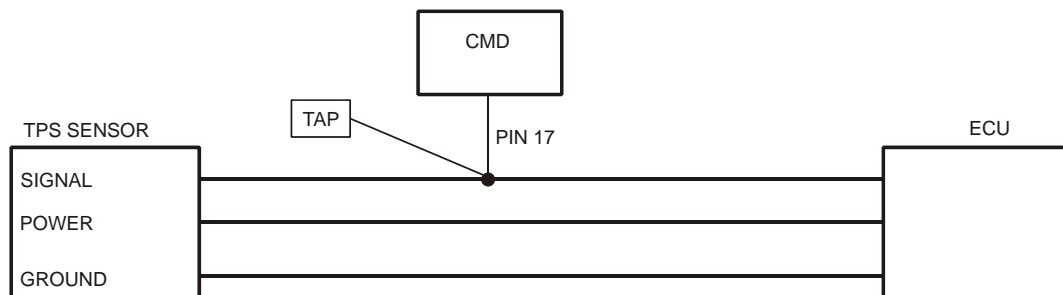 CMD
TAP
PIN 17
TPS SENSOR
ECU
SIGNAL
POWER
GROUND